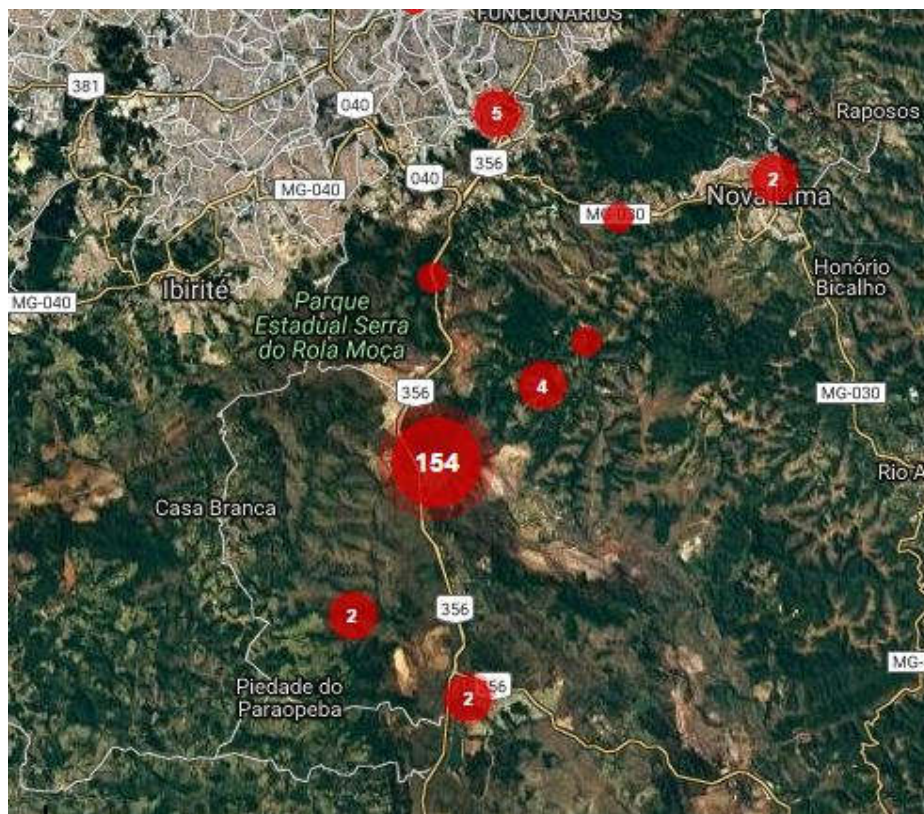 FUNCIONÁRIOS
381
040
5
Raposos
356
040
MG-040
2
Nova Lima
MG-030
Honório
Bicalho
Ibirité
MG-040
Parque
Estadual Serra
do Rola Moça
356
4
MG-030
154
Rio A
Casa Branca
2
356
Piedade do
Paraopeba
2
356
MG-